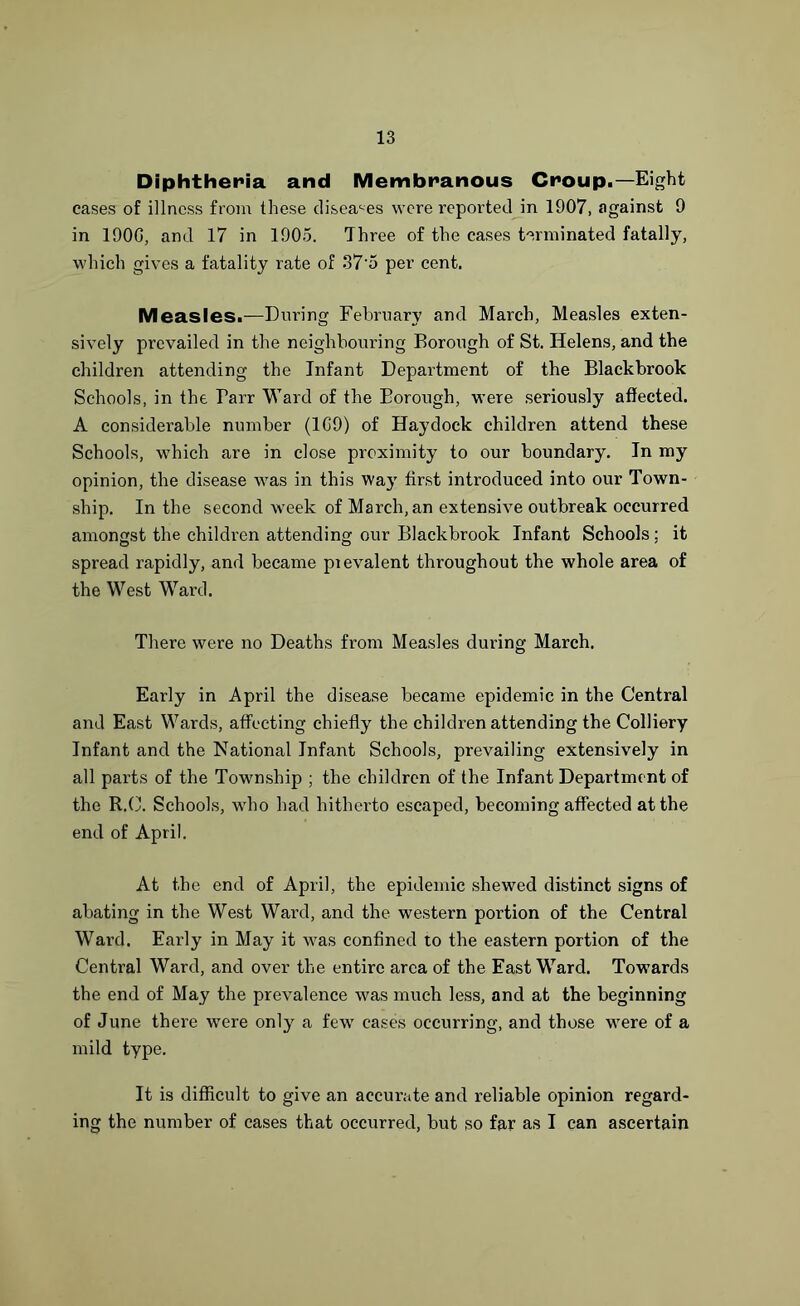 13
Diphtheria and Membranous Croup.—Eight
cases of illness from these diseases were reported in 1907, against 9
in 1906, and 17 in 1905. Three of the cases terminated fatally,
which gives a fatality rate of 37·5 per cent.
Measles.—During February and March, Measles exten-
sively prevailed in the neighbouring Borough of St. Helens, and the
children attending the Infant Department of the Blackbrook
Schools, in the Parr Ward of the Borough, were seriously affected.
A considerable number (169) of Haydock children attend these
Schools, which are in close proximity to our boundary. In my
opinion, the disease was in this way first introduced into our Town-
ship. In the second week of March, an extensive outbreak occurred
amongst the children attending our Blackbrook Infant Schools; it
spread rapidly, and became prevalent throughout the whole area of
the West Ward.
There were no Deaths from Measles during March.
Early in April the disease became epidemic in the Central
and East Wards, affecting chiefly the children attending the Colliery
Infant and the National Infant Schools, prevailing extensively in
all parts of the Township ; the children of the Infant Department of
the R.C. Schools, who had hitherto escaped, becoming affected at the
end of April.
At the end of April, the epidemic shewed distinct signs of
abating in the West Ward, and the western portion of the Central
Ward. Early in May it was confined to the eastern portion of the
Central Ward, and over the entire area of the East Ward. Towards
the end of May the prevalence was much less, and at the beginning
of June there were only a few cases occurring, and those were of a
mild type.
It is difficult to give an accurate and reliable opinion regard-
ing the number of cases that occurred, but so far as I can ascertain